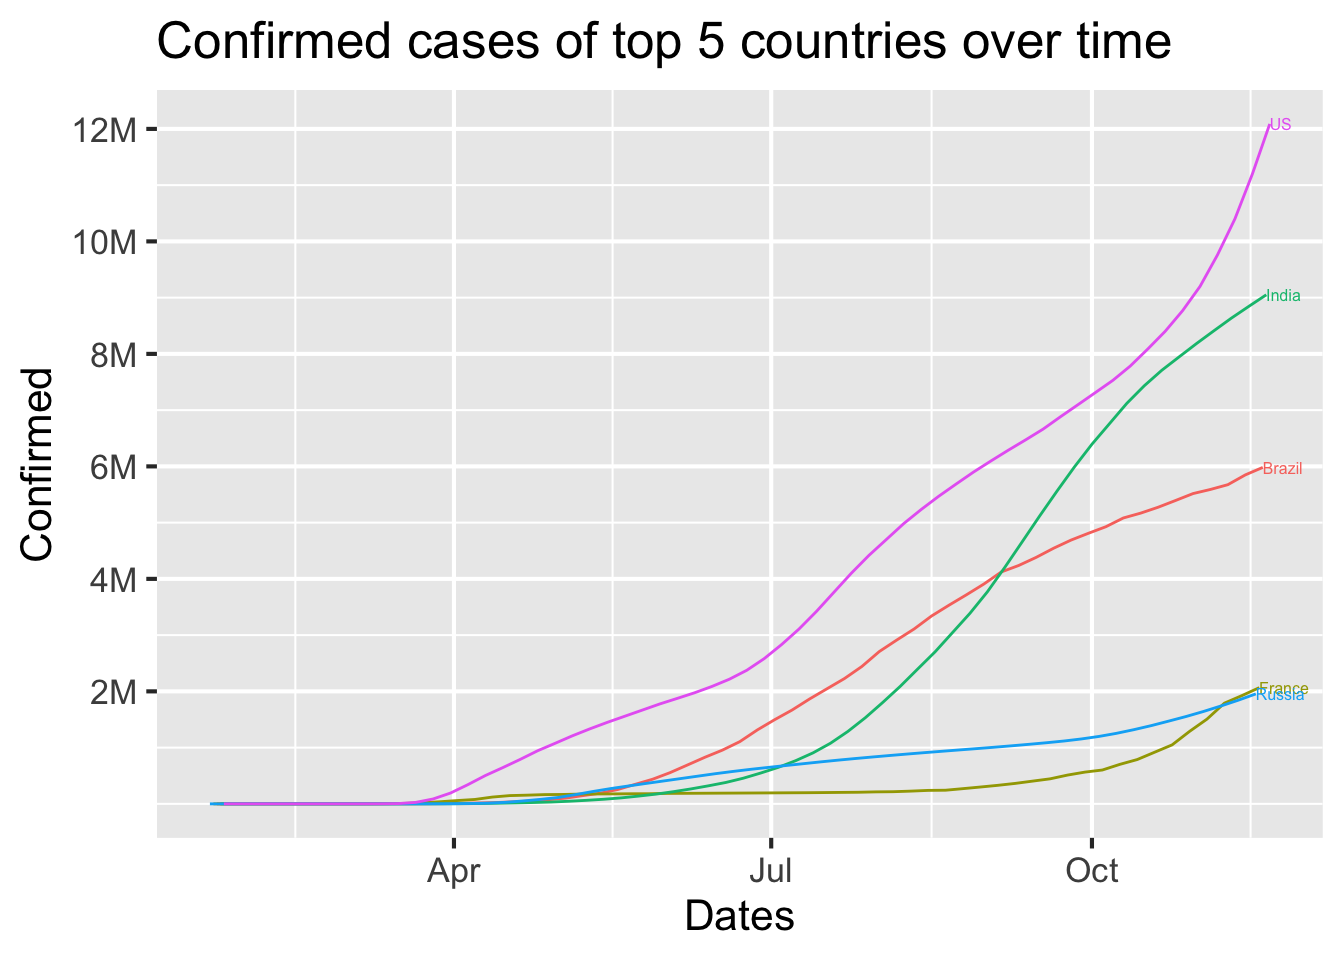 Confirmed cases of top 5 countries over time
12M
10M
8M
6M
4M
2M
Confirmed
US
India
Brazil
France
Russia
Apr
Jul
Oct
Dates